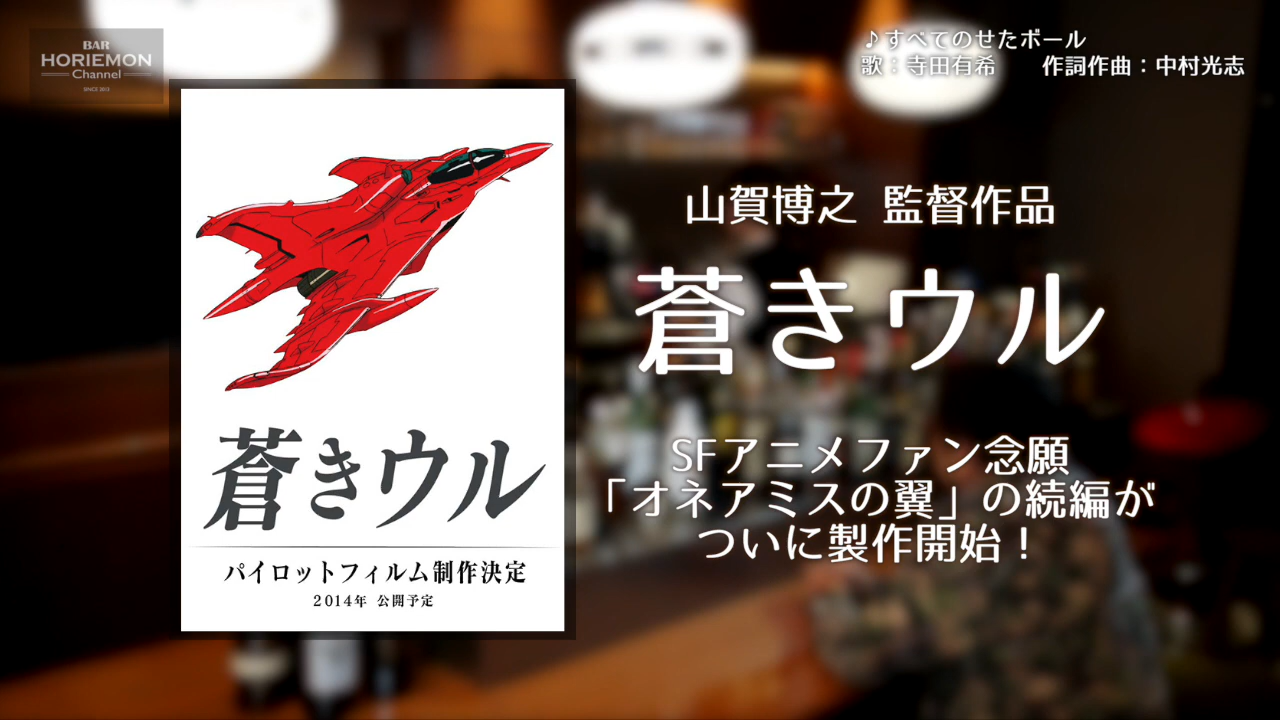 BAR
HORIEMON
Channel
SINCE 2013
♪すべてのせたボール
歌：寺田有希　　作詞作曲：中村光志
山賀博之 監督作品
蒼きウル
SFアニメファン念願
「オネアミスの翼」の続編が
ついに製作開始！
蒼きウル
パイロットフィルム制作決定
2014年 公開予定